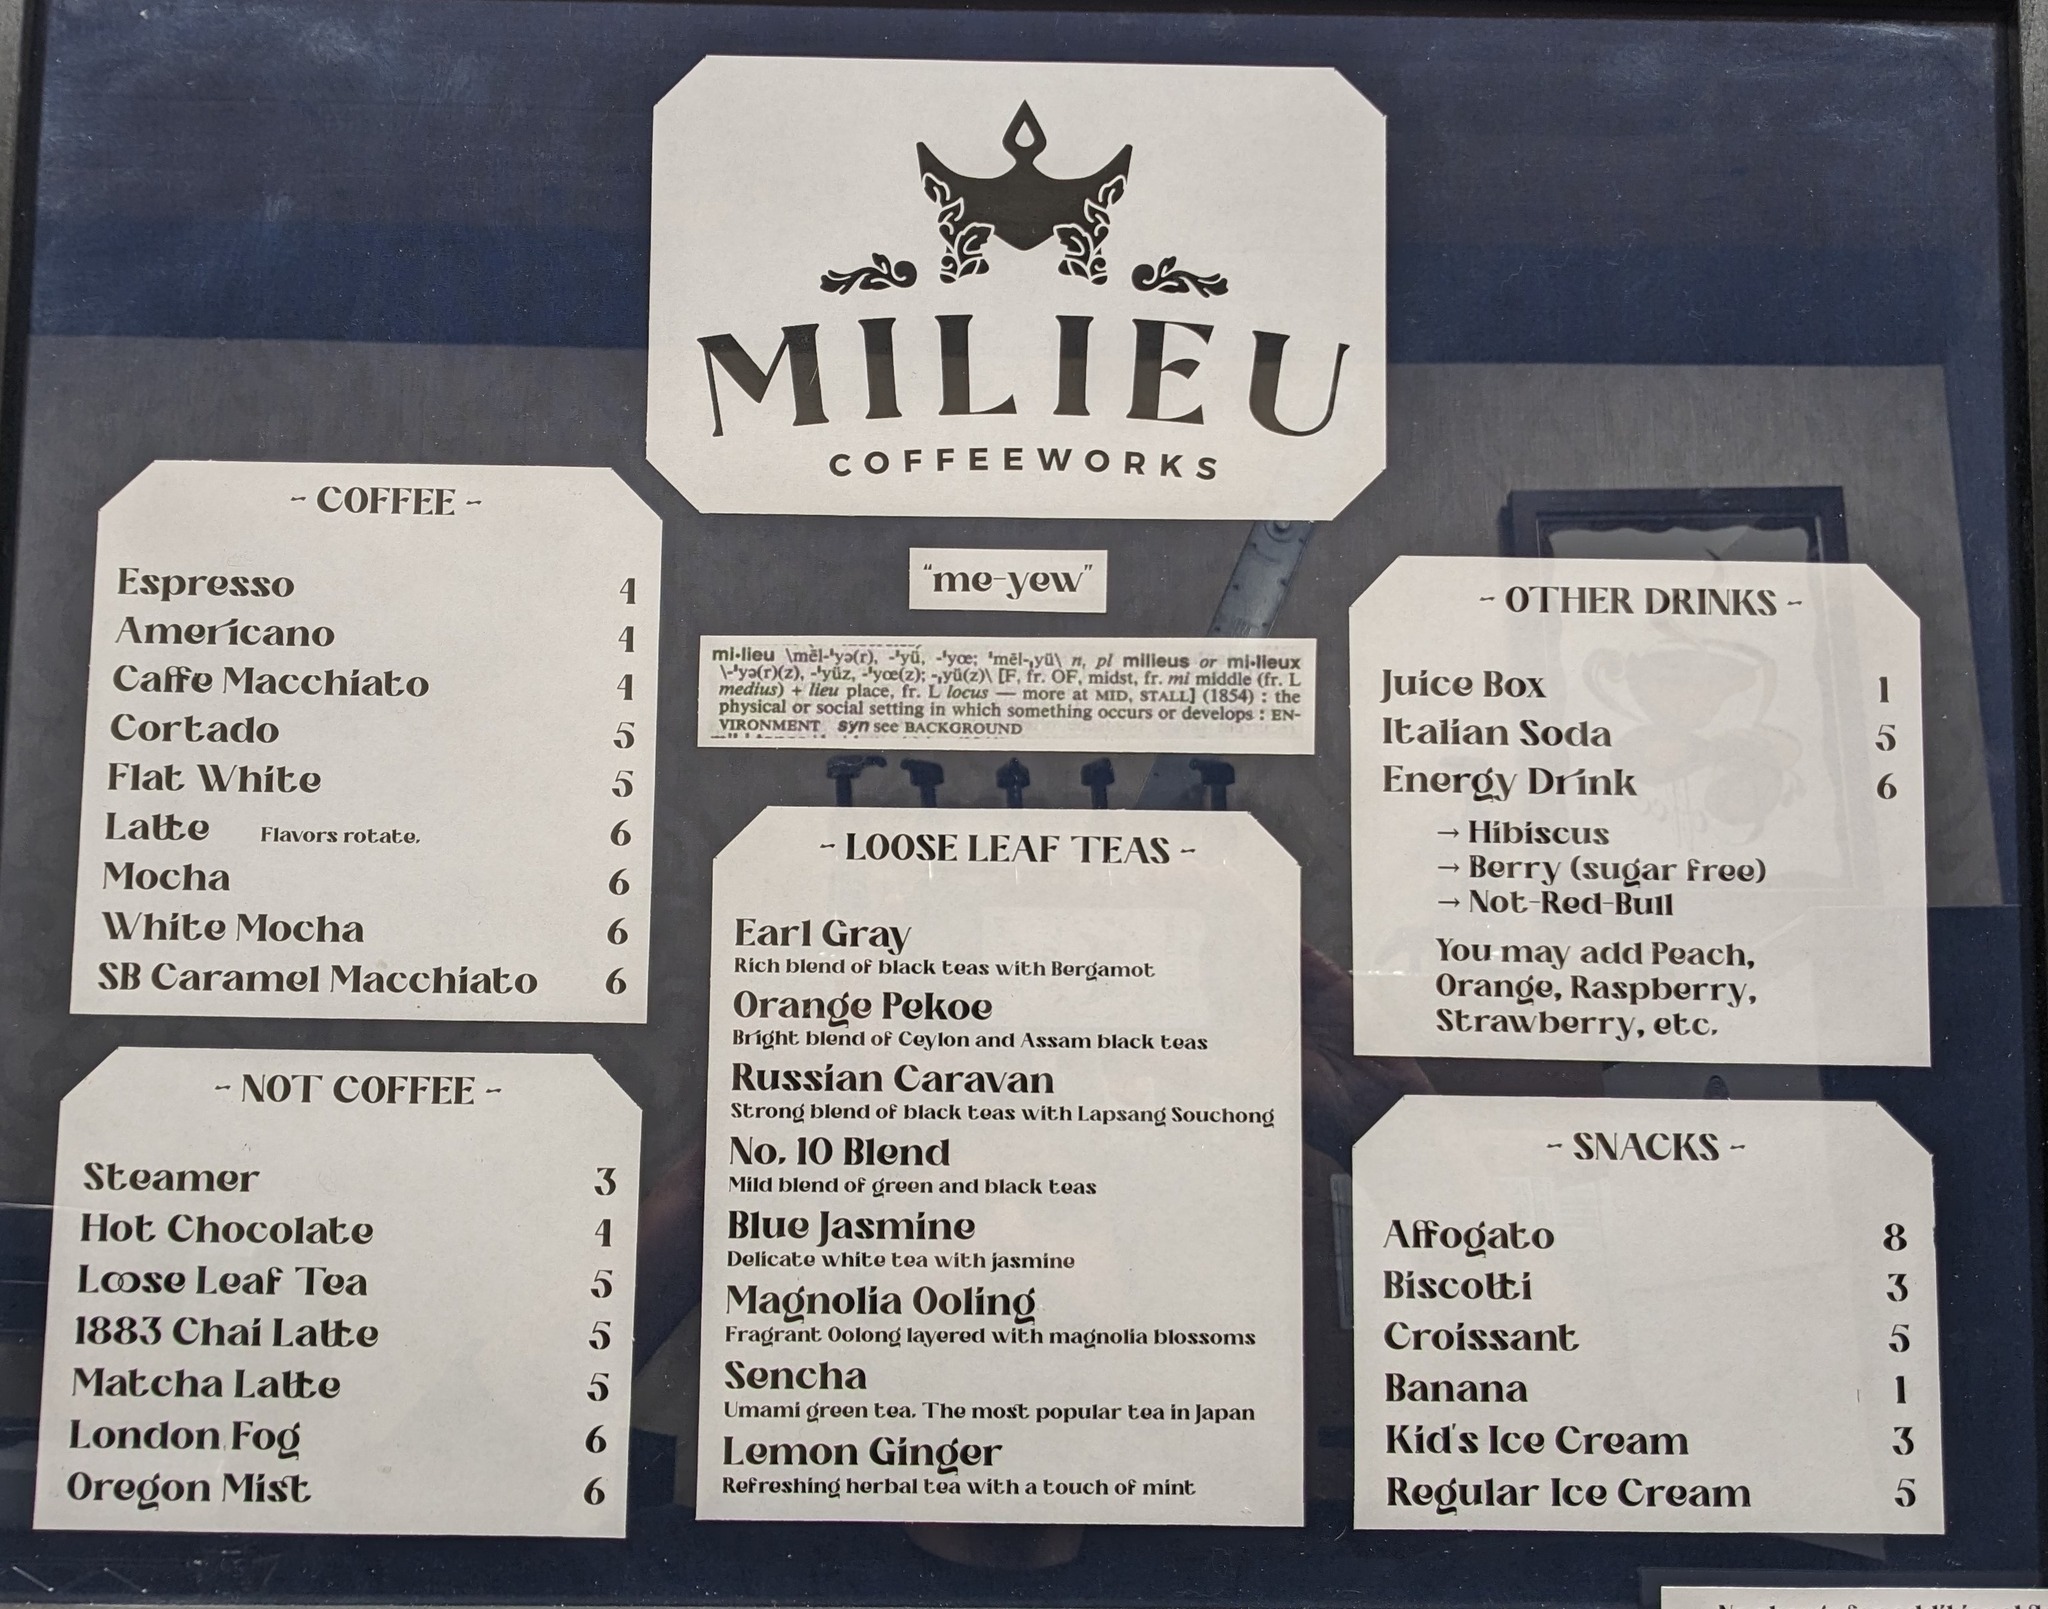 MILIEU
COFFEEWORKS
"me-yew"
mi·lieu \mēl-ˈyə(r), -ˈyü, -ˈyœ; ˈmēl-ˌyü\ n, pl milieus or mi·lieux
\-ˈyə(r)(z), -ˈyüz, -ˈyœ(z); -ˌyü(z)\ [F, fr. OF, midst, fr. mi middle (fr. L
medius) + lieu place, fr. L locus — more at MID, STALL] (1854) : the
physical or social setting in which something occurs or develops : EN-
VIRONMENT syn see BACKGROUND
- COFFEE -
Espresso 4
Americano 4
Caffe Macchiato 4
Cortado 5
Flat White 5
Latte Flavors rotate. 6
Mocha 6
White Mocha 6
SB Caramel Macchiato 6
- NOT COFFEE -
Steamer 3
Hot Chocolate 4
Loose Leaf Tea 5
1883 Chai Latte 5
Matcha Latte 5
London Fog 6
Oregon Mist 6
- LOOSE LEAF TEAS -
Earl Gray
Rich blend of black teas with Bergamot
Orange Pekoe
Bright blend of Ceylon and Assam black teas
Russian Caravan
Strong blend of black teas with Lapsang Souchong
No. 10 Blend
Mild blend of green and black teas
Blue Jasmine
Delicate white tea with jasmine
Magnolia Ooling
Fragrant Oolong layered with magnolia blossoms
Sencha
Umami green tea. The most popular tea in Japan
Lemon Ginger
Refreshing herbal tea with a touch of mint
- OTHER DRINKS -
Juice Box 1
Italian Soda 5
Energy Drink 6
→ Hibiscus
→ Berry (sugar free)
→ Not-Red-Bull
You may add Peach,
Orange, Raspberry,
Strawberry, etc.
- SNACKS -
Affogato 8
Biscotti 3
Croissant 5
Banana 1
Kid's Ice Cream 3
Regular Ice Cream 5